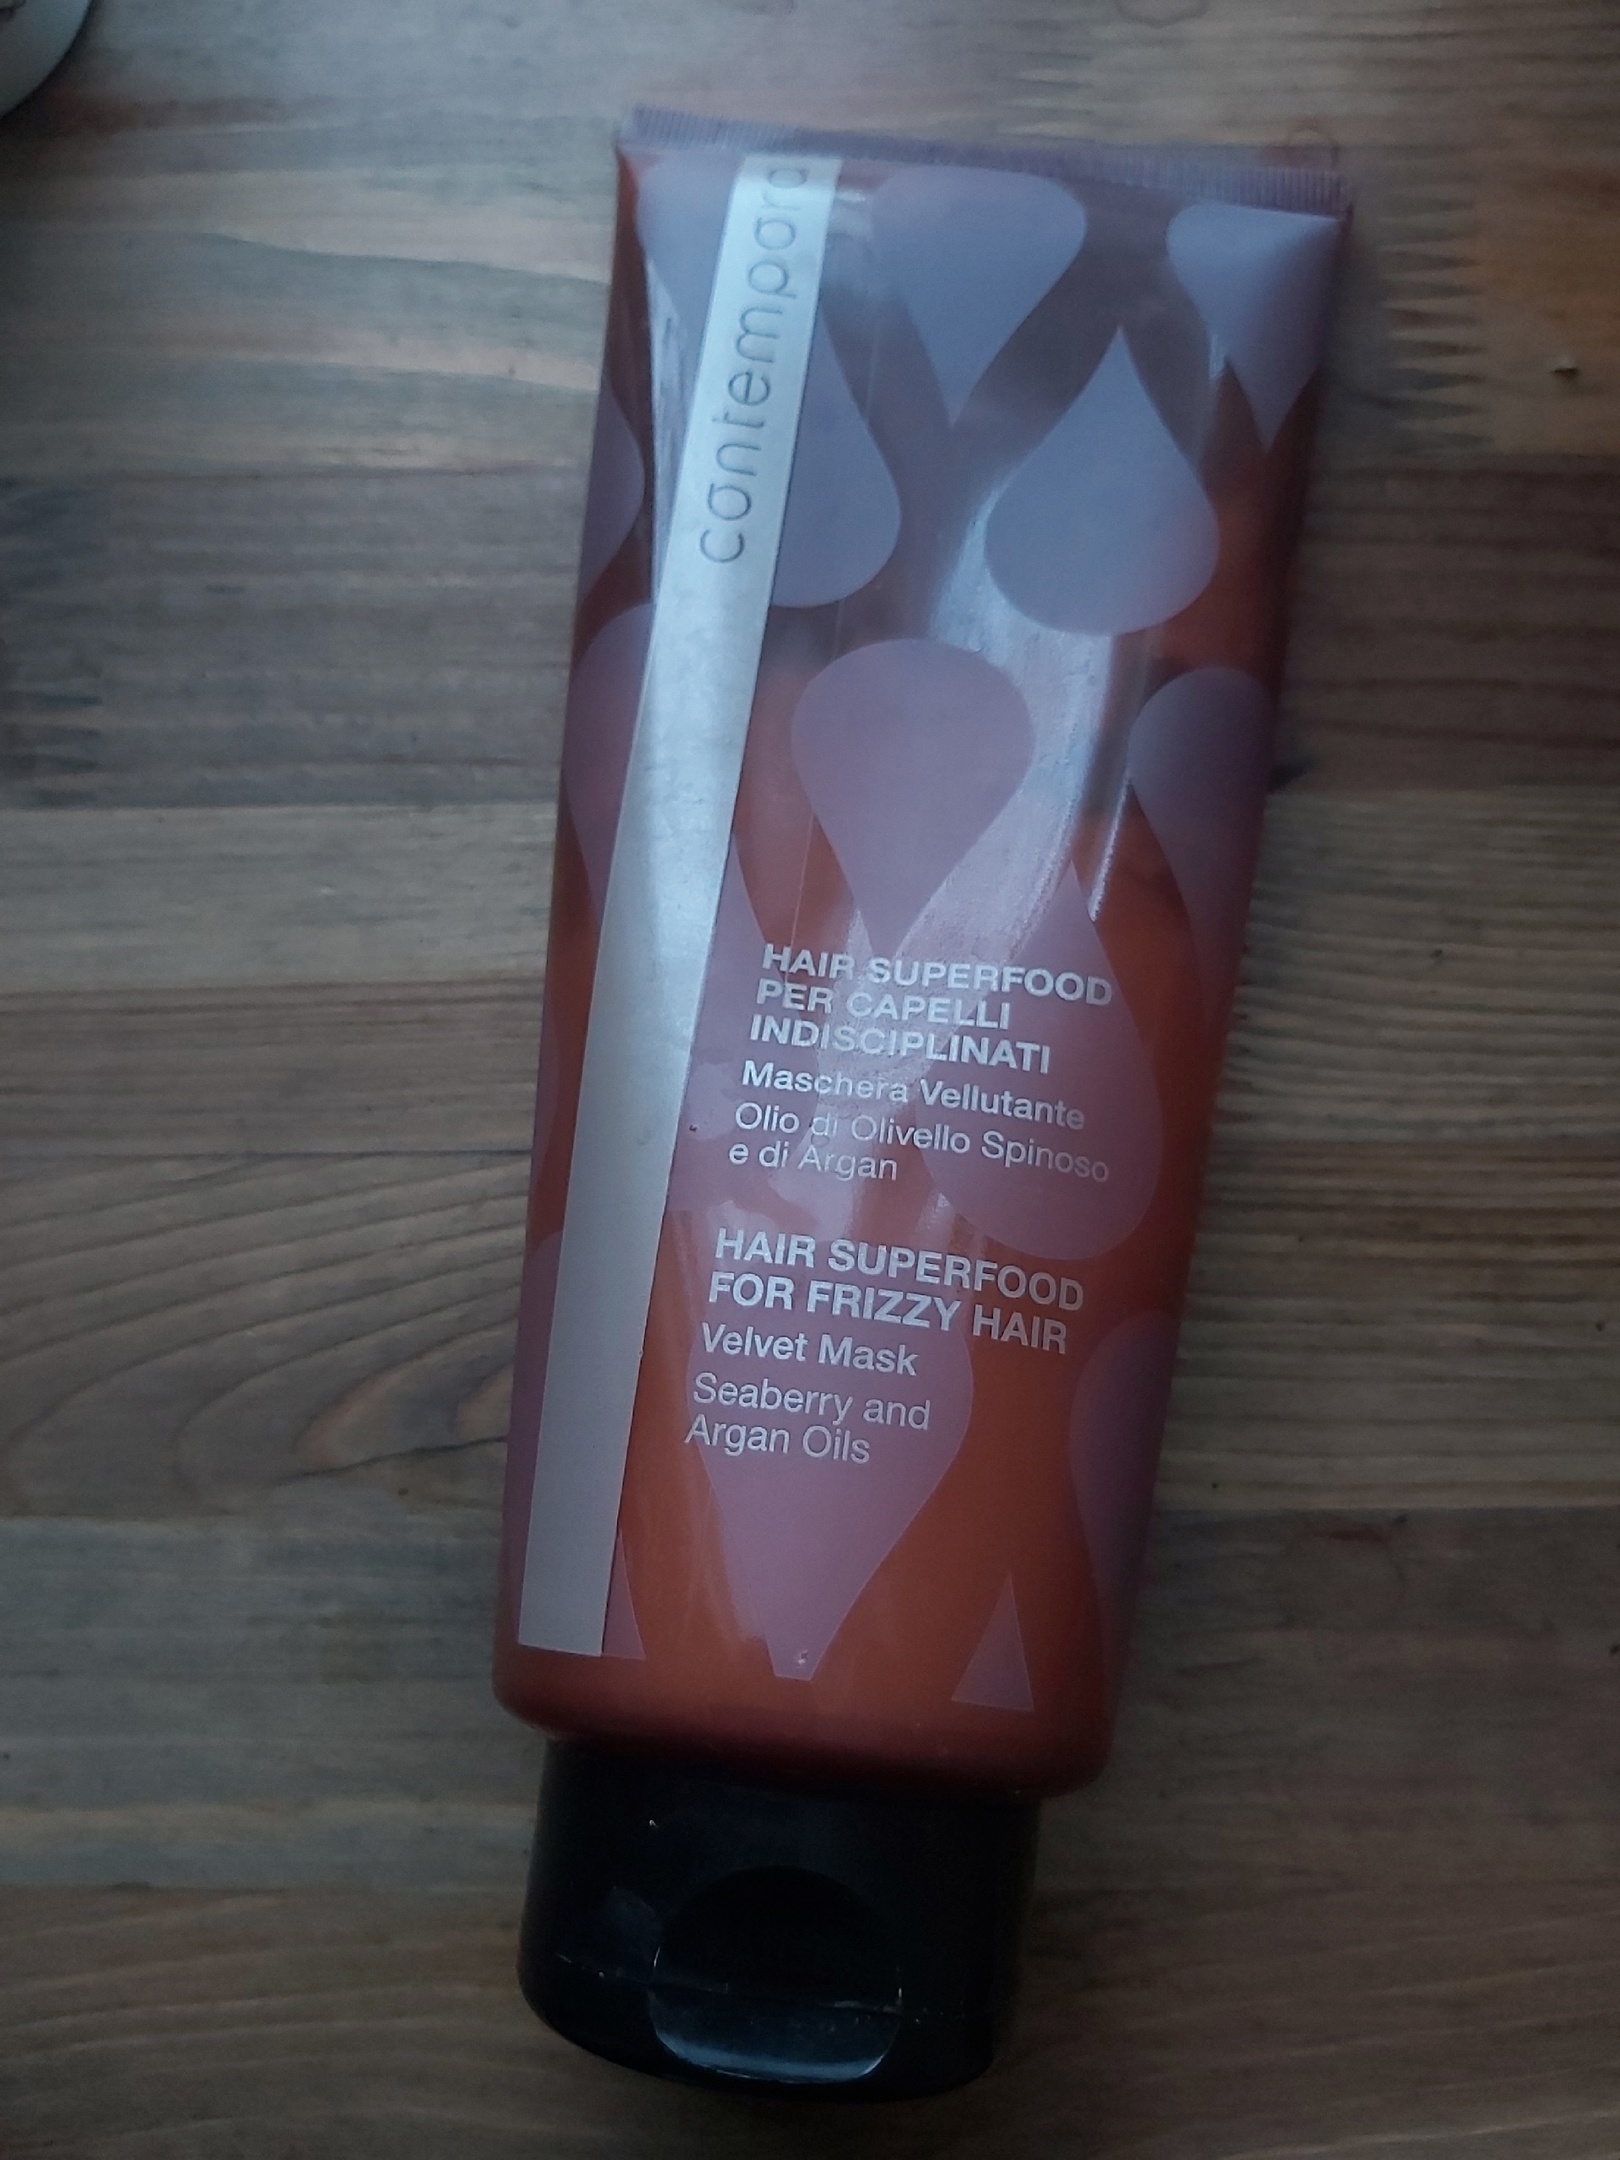 contempora
HAIR SUPERFOOD
PER CAPELLI
INDISCIPLINATI
Maschera Vellutante
Olio di Olivello Spinoso
e di Argan
HAIR SUPERFOOD
FOR FRIZZY HAIR
Velvet Mask
Seaberry and
Argan Oils